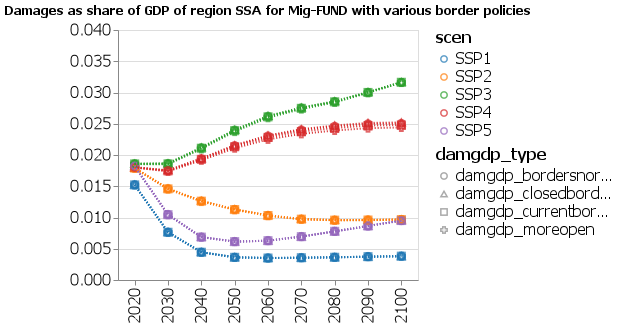 Damages as share of GDP of region SSA for Mig-FUND with various border policies
0.040
0.035
0.030
0.025
0.020
0.015
0.010
0.005
0.000
2020
2030
2040
2050
2060
2070
2080
2090
2100
scen
SSP1
SSP2
SSP3
SSP4
SSP5
damgdp_type
damgdp_bordersnor...
damgdp_closedbord...
damgdp_currentbor...
damgdp_moreopen